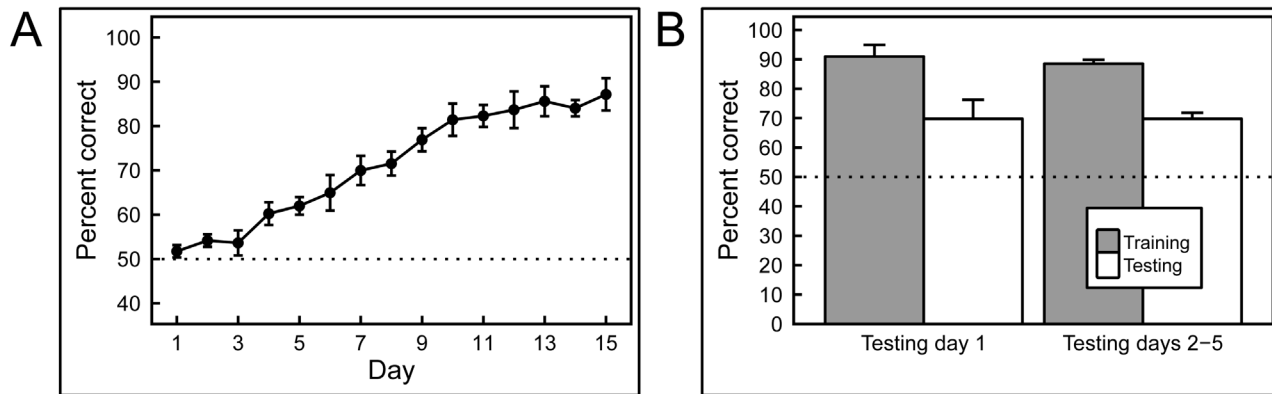 A
Percent correct
100
90
80
70
60
50
40
1 3 5 7 9 11 13 15
Day
B
Percent correct
100
90
80
70
60
50
40
30
20
10
0
Training
Testing
Testing day 1
Testing days 2−5